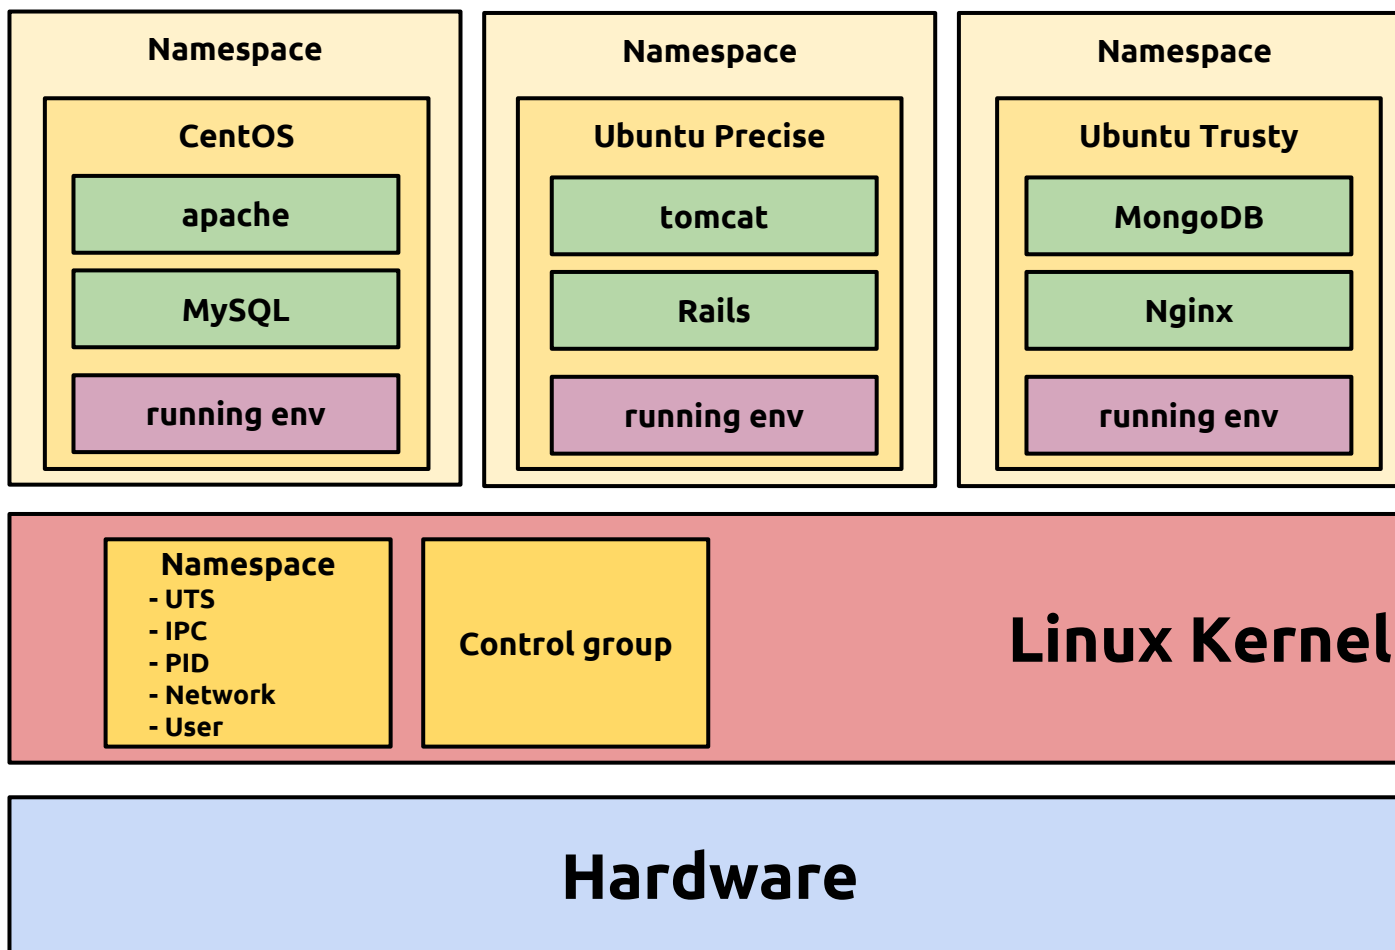 Namespace
CentOS
apache
MySQL
running env
Namespace
Ubuntu Precise
tomcat
Rails
running env
Namespace
Ubuntu Trusty
MongoDB
Nginx
running env
Namespace
- UTS
- IPC
- PID
- Network
- User
Control group
Linux Kernel
Hardware